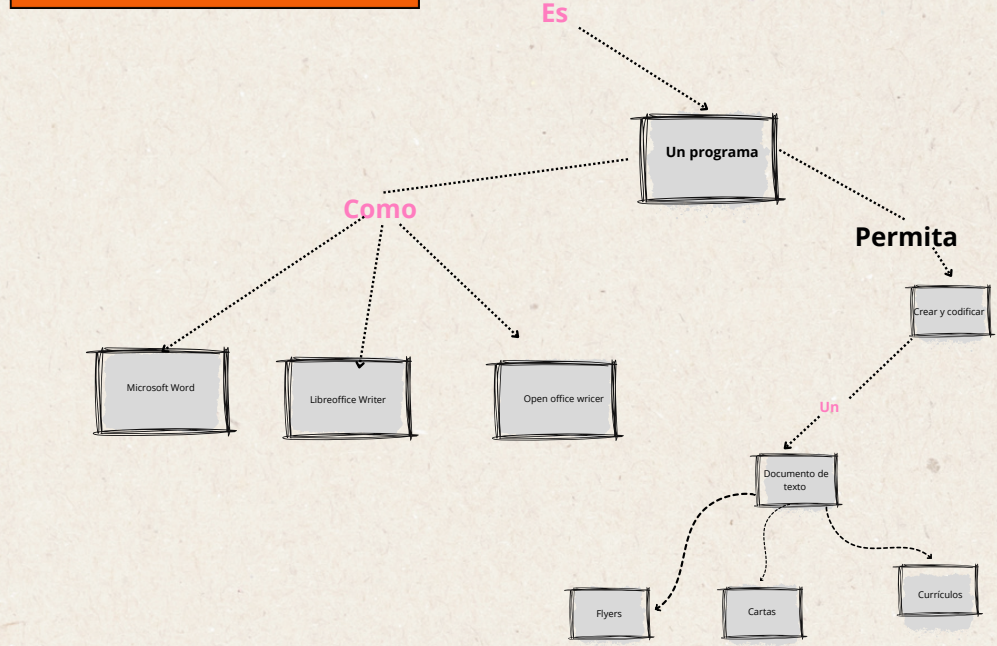 Es
Un programa
Como
Permita
Crear y codificar
Microsoft Word
Libreoffice Writer
Open office wricer
Un
Documento de
texto
Flyers
Cartas
Currículos